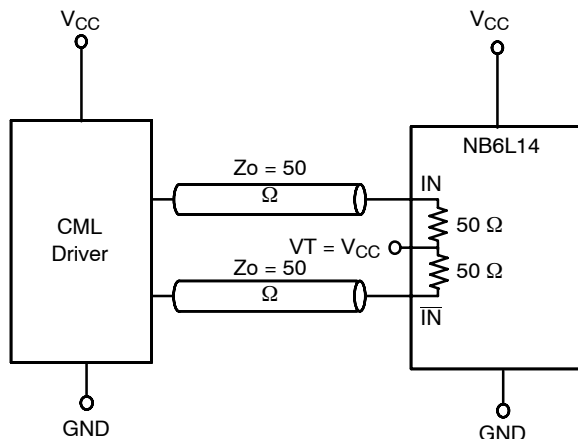 VCC
VCC
NB6L14
Zo = 50
Ω
IN
50 Ω
CML
Driver
VT = VCC
50 Ω
Zo = 50
Ω
IN
GND
GND